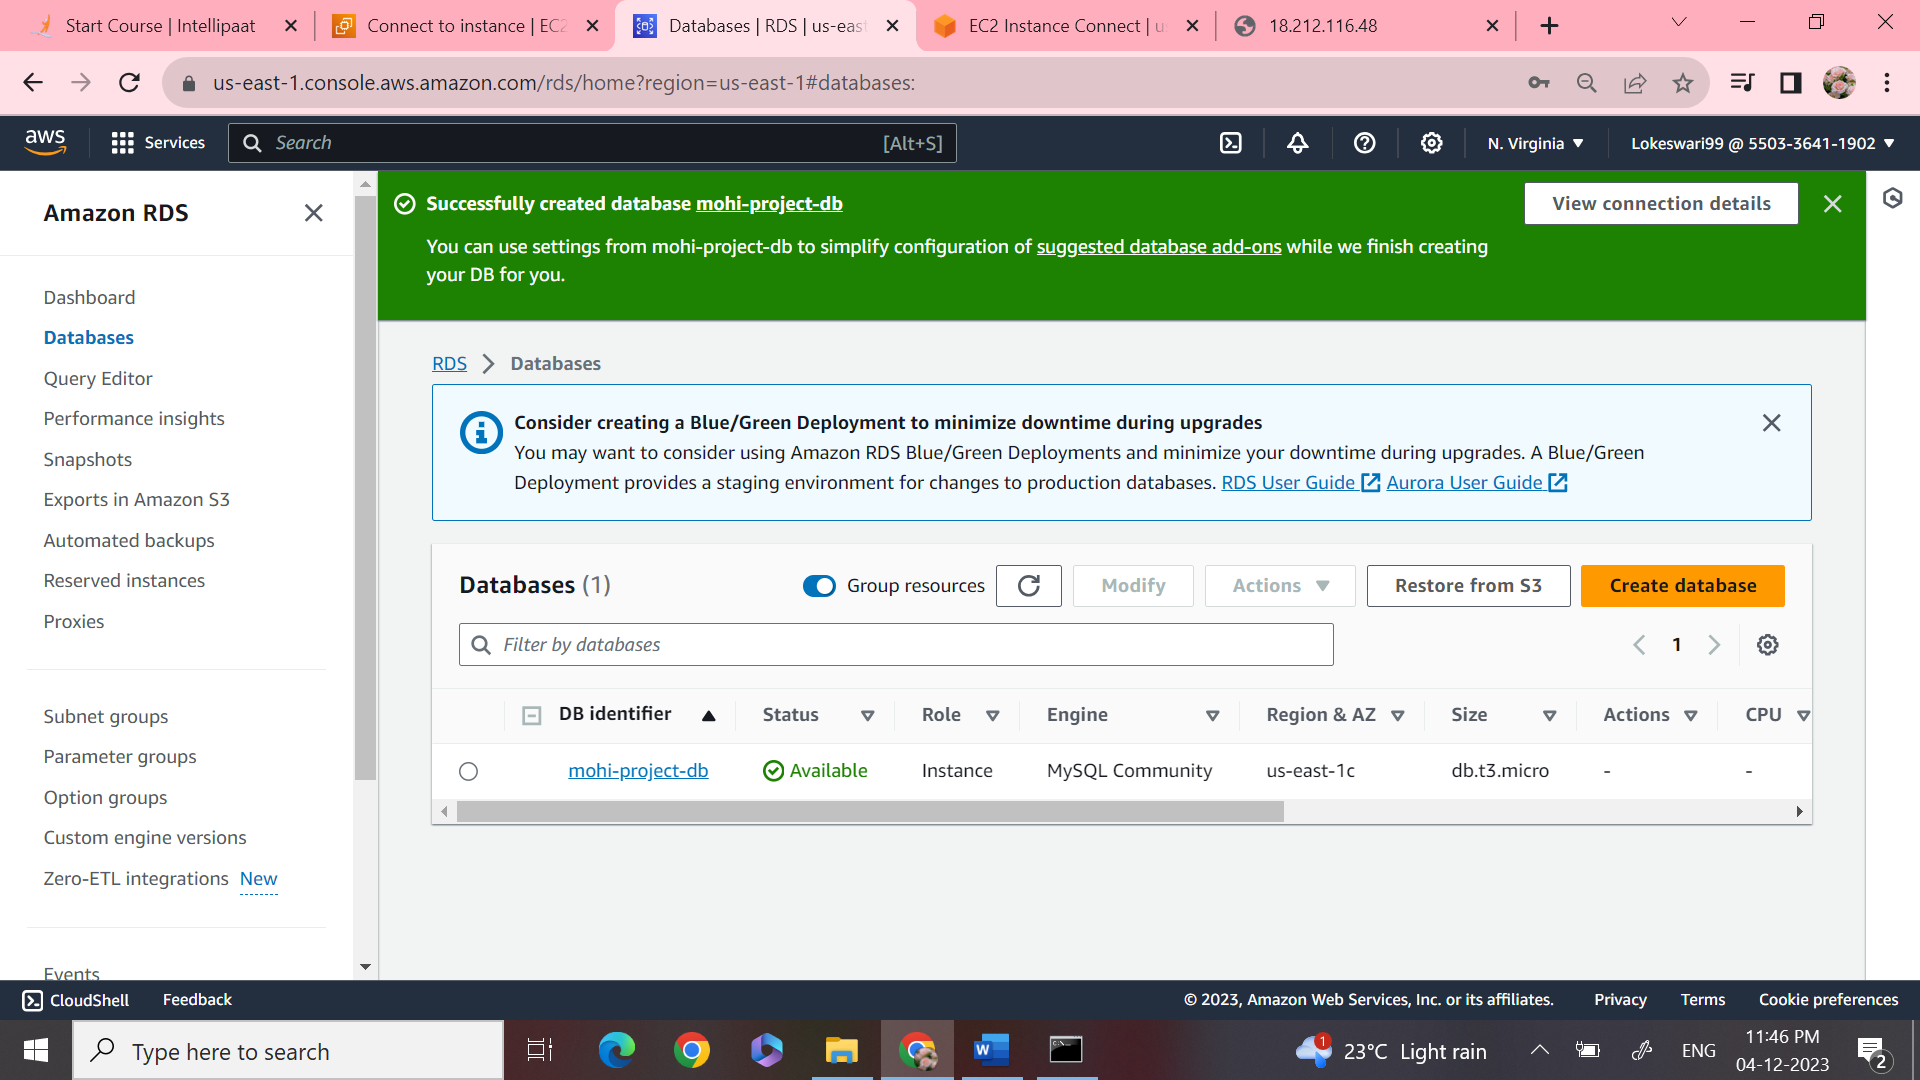 Start Course | Intellipaat
Connect to instance | EC2
Databases | RDS | us-east
EC2 Instance Connect | u
18.212.116.48
us-east-1.console.aws.amazon.com/rds/home?region=us-east-1#databases:
aws
Services
Search
[Alt+S]
N. Virginia
Lokeswari99 @ 5503-3641-1902
Amazon RDS
Dashboard
Databases
Query Editor
Performance insights
Snapshots
Exports in Amazon S3
Automated backups
Reserved instances
Proxies
Subnet groups
Parameter groups
Option groups
Custom engine versions
Zero-ETL integrations New
Events
Successfully created database mohi-project-db
View connection details
You can use settings from mohi-project-db to simplify configuration of suggested database add-ons while we finish creating
your DB for you.
RDS > Databases
Consider creating a Blue/Green Deployment to minimize downtime during upgrades
You may want to consider using Amazon RDS Blue/Green Deployments and minimize your downtime during upgrades. A Blue/Green
Deployment provides a staging environment for changes to production databases. RDS User Guide Aurora User Guide
Databases (1)
Group resources
Modify
Actions
Restore from S3
Create database
Filter by databases
1
DB identifier Status Role Engine Region & AZ Size Actions CPU
mohi-project-db Available Instance MySQL Community us-east-1c db.t3.micro - -
CloudShell
Feedback
© 2023, Amazon Web Services, Inc. or its affiliates.
Privacy
Terms
Cookie preferences
Type here to search
W
1
23°C Light rain
ENG
11:46 PM
04-12-2023
2